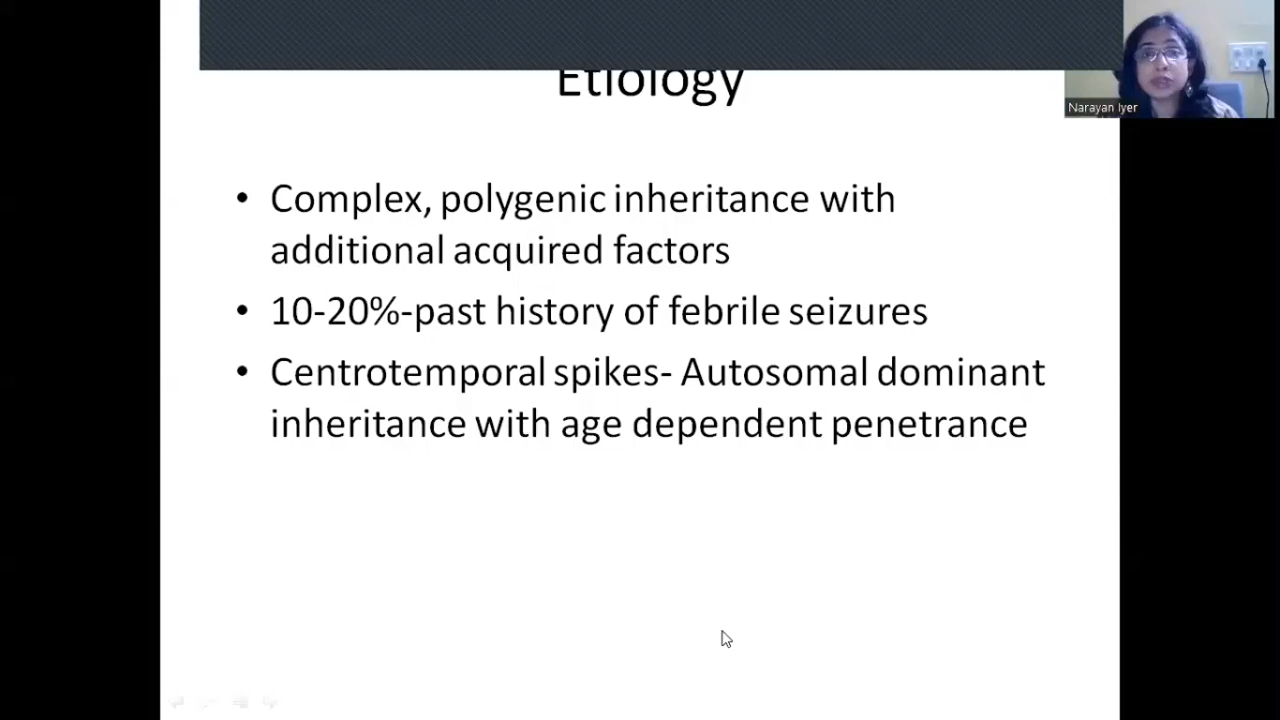 Etiology
Narayan Iyer
• Complex, polygenic inheritance with
additional acquired factors
• 10-20%-past history of febrile seizures
• Centrotemporal spikes- Autosomal dominant
inheritance with age dependent penetrance